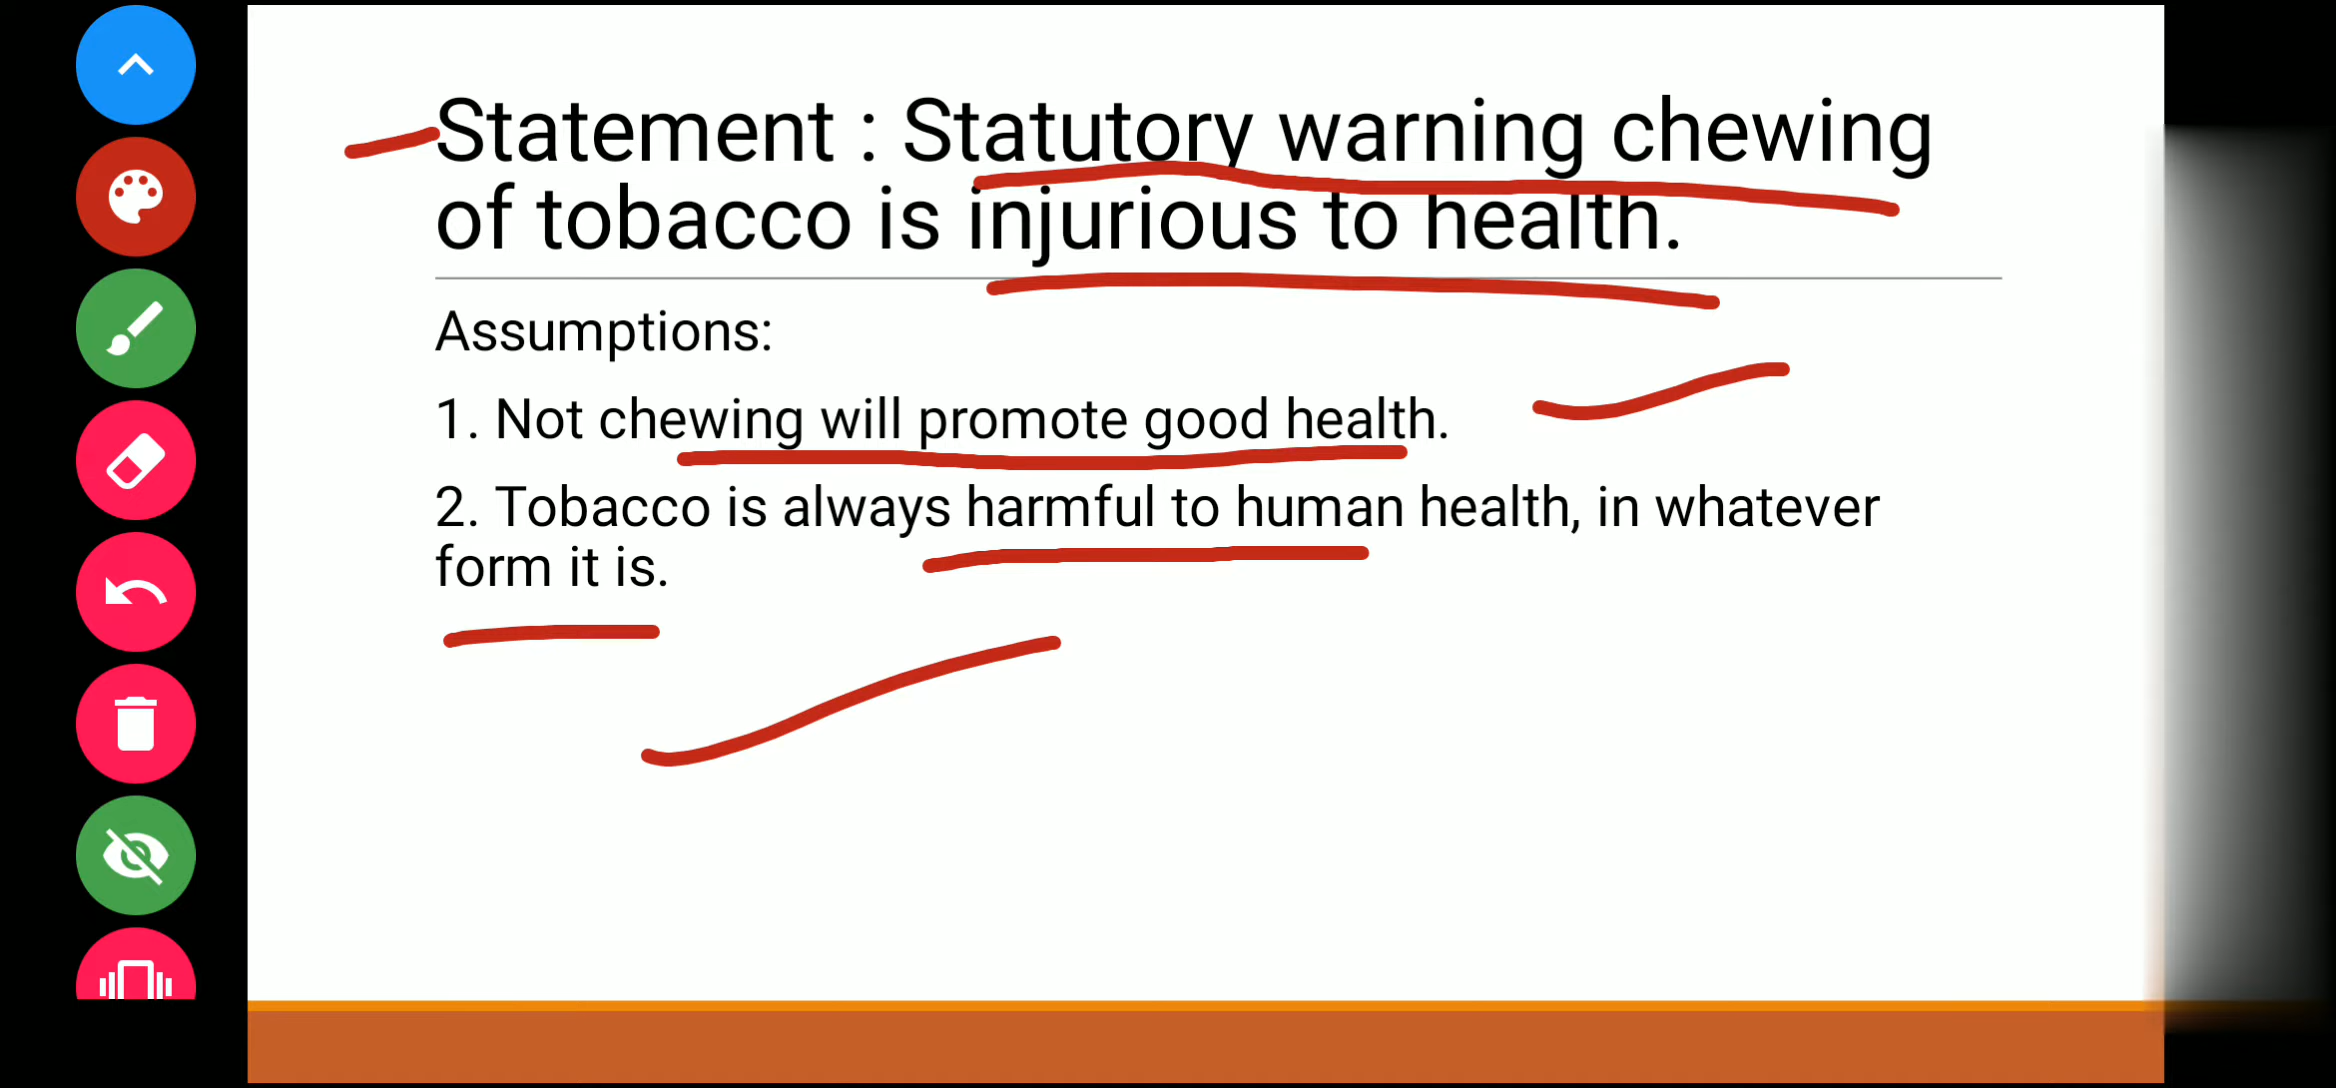 Statement : Statutory warning chewing
of tobacco is injurious to health.
Assumptions:
1. Not chewing will promote good health.
2. Tobacco is always harmful to human health, in whatever
form it is.